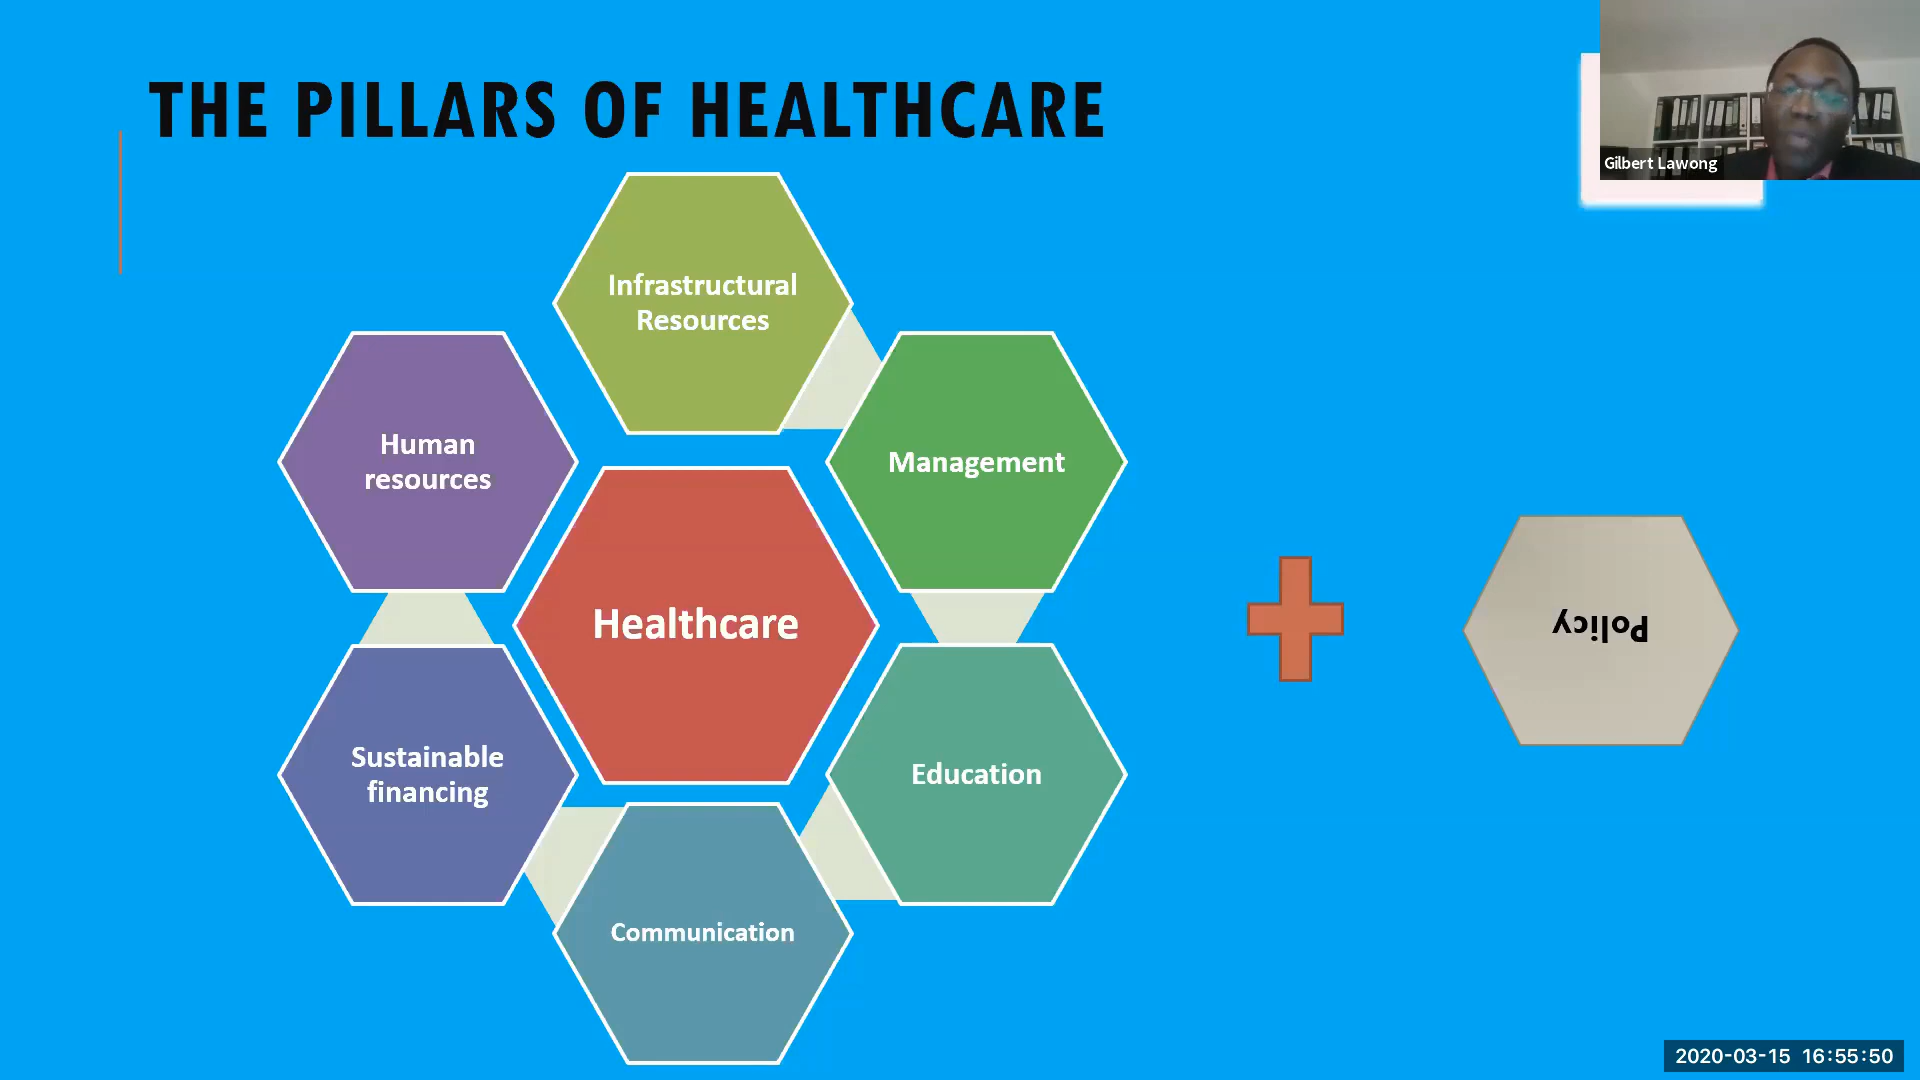 THE PILLARS OF HEALTHCARE
Gilbert Lawong
Infrastructural
Resources
Human
resources
Management
Healthcare
Policy
Sustainable
financing
Education
Communication
2020-03-15 16:55:50